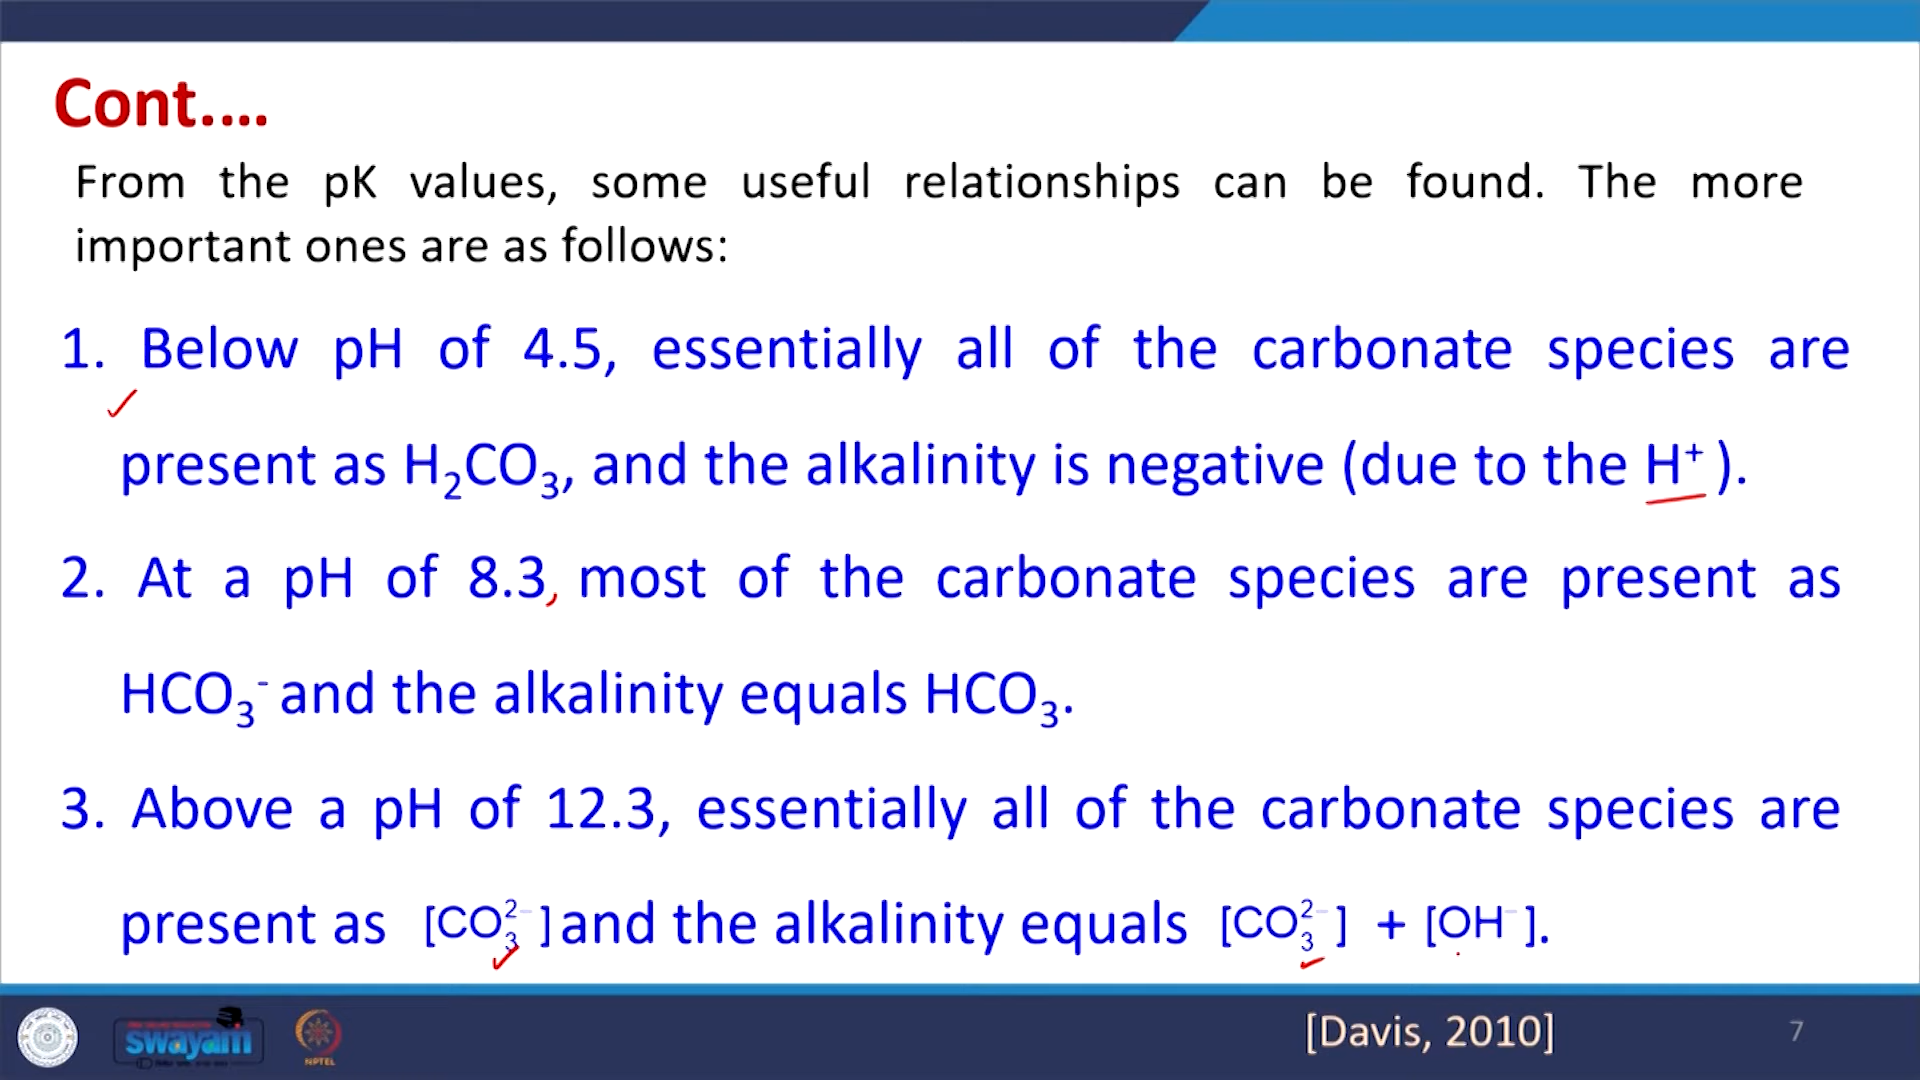 Cont.…
From the pK values, some useful relationships can be found. The more
important ones are as follows:
1. Below pH of 4.5, essentially all of the carbonate species are
present as H₂CO₃, and the alkalinity is negative (due to the H⁺ ).
2. At a pH of 8.3, most of the carbonate species are present as
HCO₃⁻ and the alkalinity equals HCO₃.
3. Above a pH of 12.3, essentially all of the carbonate species are
present as [CO₃²⁻] and the alkalinity equals [CO₃²⁻] + [OH⁻].
swayam
NPTEL
[Davis, 2010]
7